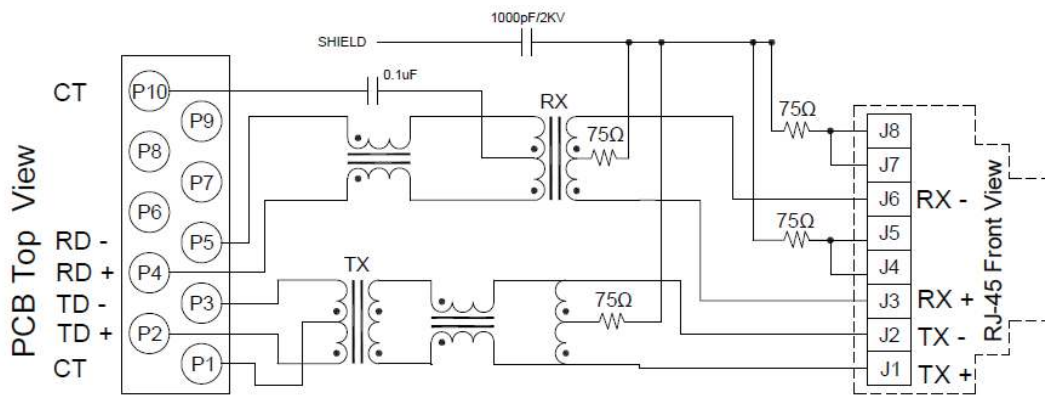 1000pF/2KV
SHIELD
0.1uF
CT
P10
RX
P9
75Ω
75Ω
J8
P8
J7
P7
J6
RX -
P6
75Ω
J5
RD -
P5
J4
RD +
P4
TX
J3
RX +
TD -
P3
75Ω
J2
TX -
TD +
P2
J1
TX +
CT
P1
PCB Top View
RJ-45 Front View